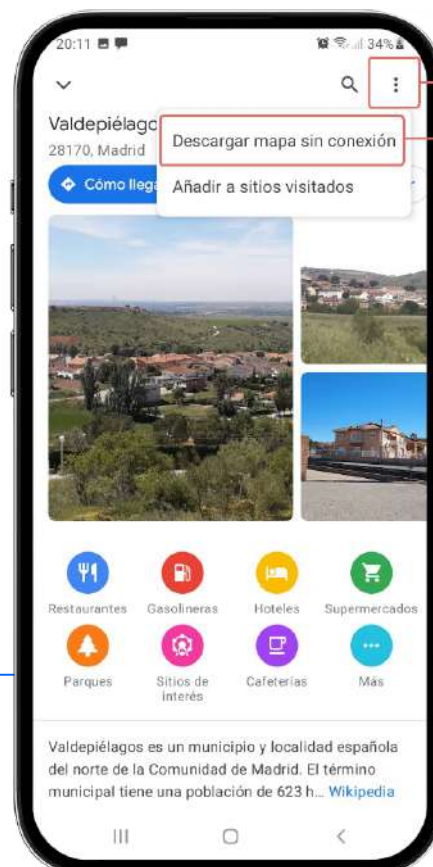 20:11
34%
Valdepiélago
28170, Madrid
Descargar mapa sin conexión
Añadir a sitios visitados
Cómo llega
Restaurantes
Gasolineras
Hoteles
Supermercados
Parques
Sitios de
interés
Cafeterías
Más
Valdepiélagos es un municipio y localidad española
del norte de la Comunidad de Madrid. El término
municipal tiene una población de 623 h... Wikipedia